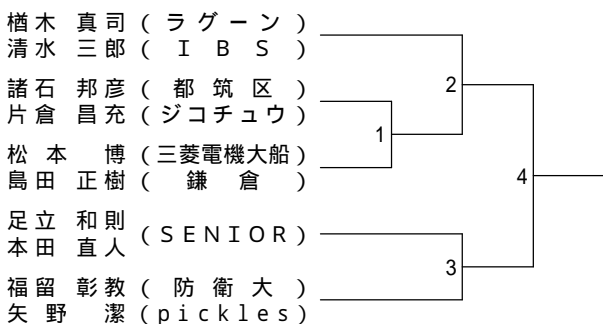 楢木 真司 (ラグーン)
清水 三郎 (ＩＢＳ)
諸石 邦彦 (都筑区)
片倉 昌充 (ジコチュウ)
松本 博 (三菱電機大船)
島田 正樹 (鎌倉)
足立 和則
本田 直人
(ＳＥＮＩＯＲ)
福留 彰教 (防衛大)
矢野 潔 (pickles)
1
2
3
4